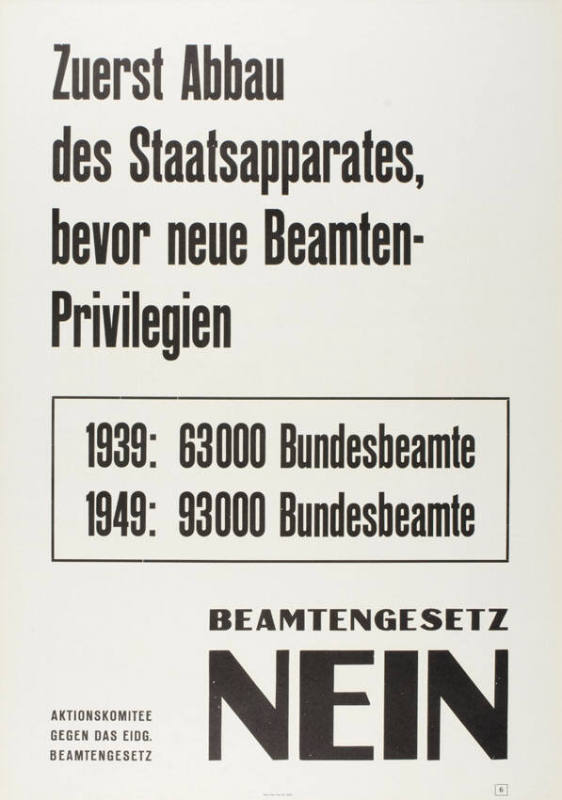 Zuerst Abbau
des Staatsapparates,
bevor neue Beamten-
Privilegien
1939: 63000 Bundesbeamte
1949: 93000 Bundesbeamte
BEAMTENGESETZ
NEIN
AKTIONSKOMITEE
GEGEN DAS EIDG.
BEAMTENGESETZ
6